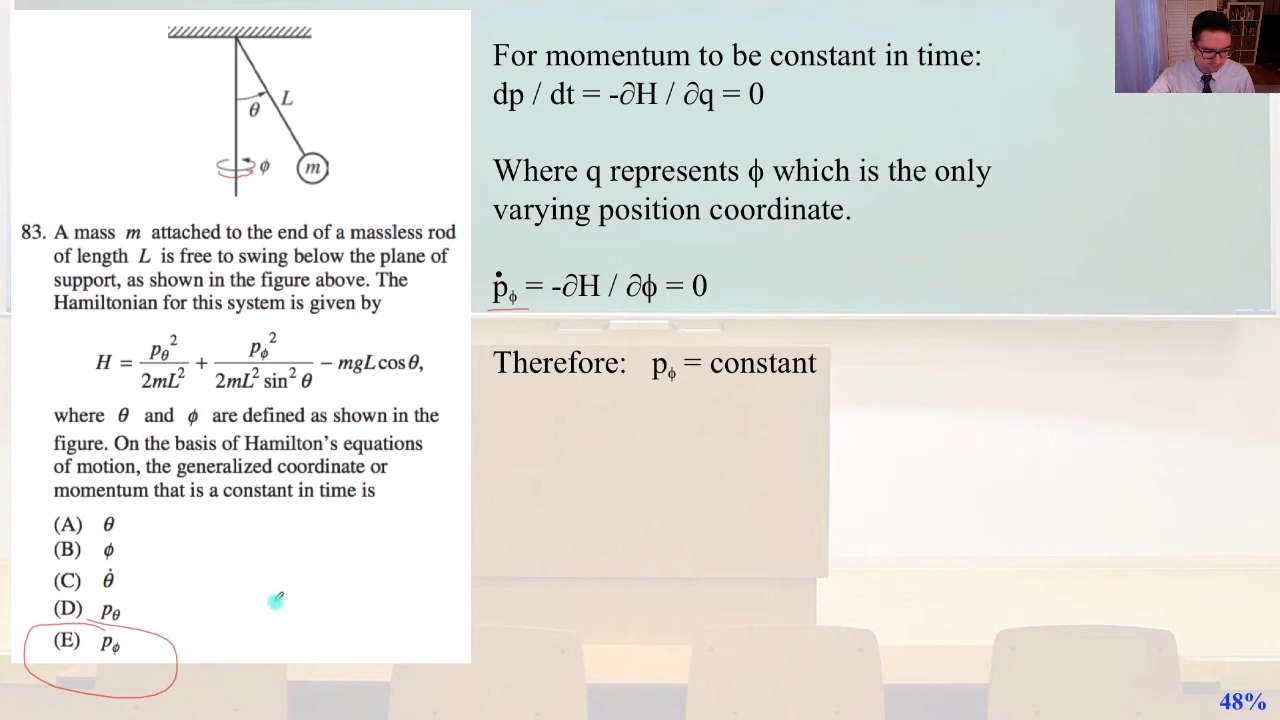 θ
L
ϕ
m
83. A mass m attached to the end of a massless rod
of length L is free to swing below the plane of
support, as shown in the figure above. The
Hamiltonian for this system is given by
H = pθ² / 2mL² + pϕ² / 2mL² sin² θ − mgL cos θ,
where θ and ϕ are defined as shown in the
figure. On the basis of Hamilton's equations
of motion, the generalized coordinate or
momentum that is a constant in time is
(A) θ
(B) ϕ
(C) θ̇
(D) pθ
(E) pϕ
For momentum to be constant in time:
dp / dt = -∂H / ∂q = 0
Where q represents ϕ which is the only
varying position coordinate.
ṗϕ = -∂H / ∂ϕ = 0
Therefore: pϕ = constant
48%